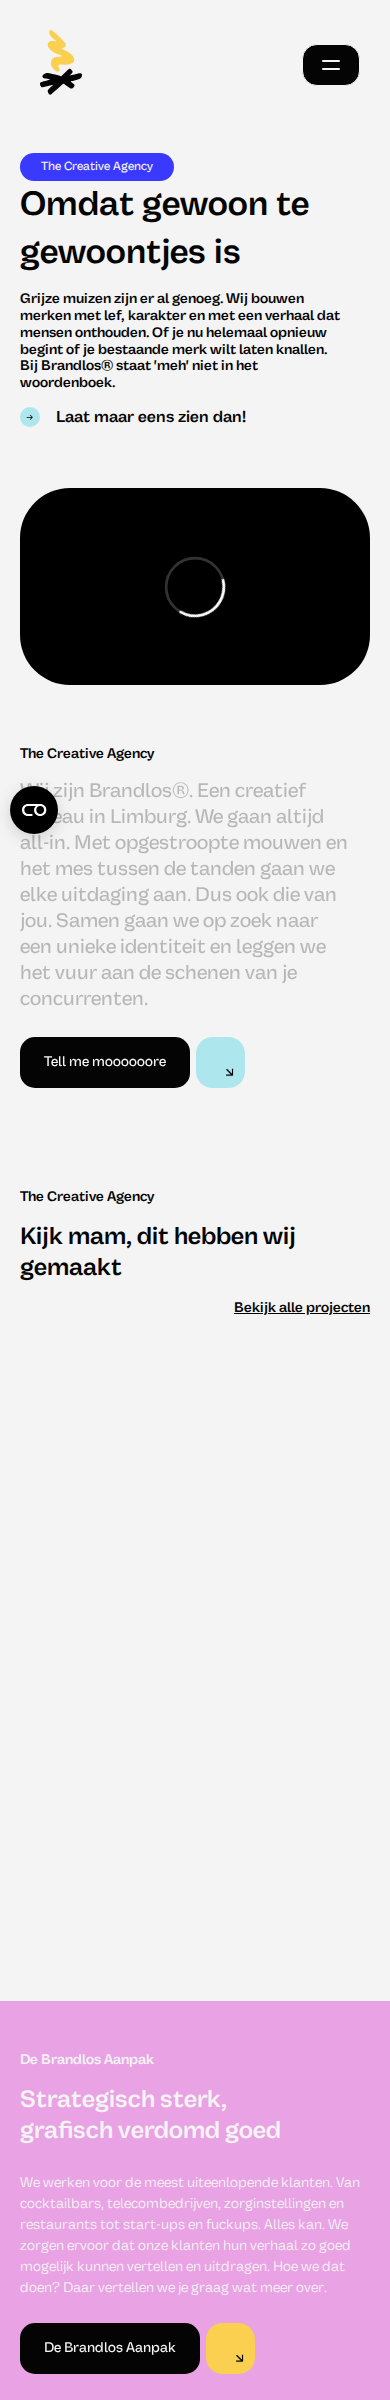 The Creative Agency
Omdat gewoon te
gewoontjes is
Grijze muizen zijn er al genoeg. Wij bouwen
merken met lef, karakter en met een verhaal dat
mensen onthouden. Of je nu helemaal opnieuw
begint of je bestaande merk wilt laten knallen.
Bij Brandlos® staat 'meh' niet in het
woordenboek.
Laat maar eens zien dan!
The Creative Agency
zijn Brandlos®. Een creatief
in Limburg. We gaan altijd
all-in. Met opgestroopte mouwen en
het mes tussen de tanden gaan we
elke uitdaging aan. Dus ook die van
jou. Samen gaan we op zoek naar
een unieke identiteit en leggen we
het vuur aan de schenen van je
concurrenten.
Tell me moooooore
The Creative Agency
Kijk mam, dit hebben wij
gemaakt
Bekijk alle projecten
De Brandlos Aanpak
Strategisch sterk,
grafisch verdomd goed
We werken voor de meest uiteenlopende klanten. Van
cocktailbars, telecombedrijven, zorginstellingen en
restaurants tot start-ups en fuckups. Alles kan. We
zorgen ervoor dat onze klanten hun verhaal zo goed
mogelijk kunnen vertellen en uitdragen. Hoe we dat
doen? Daar vertellen we je graag wat meer over.
De Brandlos Aanpak